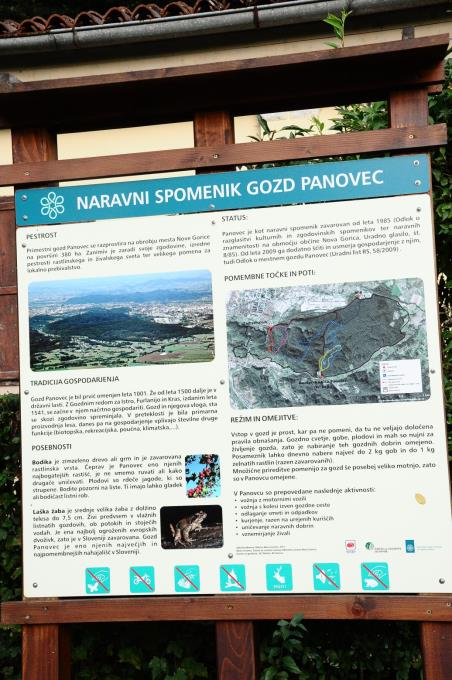 NARAVNI SPOMENIK GOZD PANOVEC
PESTROST
Primestni gozd Panovec se razprostira na obrobju mesta Nove Gorice
na površini 380 ha. Zanimiv je zaradi svoje zgodovine, izredne
pestrosti rastlinskega in živalskega sveta ter velikega pomena za
lokalno prebivalstvo.
TRADICIJA GOSPODARJENJA
Gozd Panovec je bil prvič omenjen leta 1001. Že od leta 1500 dalje je v
državni lasti. Z Gozdnim redom za Istro, Furlanijo in Kras, izdanim leta
1541, se začne v njem načrtno gospodariti. Gozd in njegova vloga, sta
se skozi zgodovino spreminjala. V preteklosti je bila primarna
proizvodnja lesa, danes pa na gospodarjenje vplivajo številne druge
funkcije (biotopska, rekreacijska, poučna, klimatska,...).
POSEBNOSTI
Bodika je zimzeleno drevo ali grm in je zavarovana
rastlinska vrsta. Čeprav je Panovec eno njenih
najbogatejših rastišč, je ne smemo ruvati ali kako
drugače uničevati. Plodovi so rdeče jagode, ki so
strupene. Bodite pozorni na liste. Ti imajo lahko gladek
ali bodičast listni rob.
Laška žaba je srednje velika žaba z dolžino
telesa do 7,5 cm. Živi predvsem v vlažnih
listnatih gozdovih, ob potokih in stoječih
vodah. Je ena najbolj ogroženih evropskih
dvoživk, zato je v Sloveniji zavarovana. Gozd
Panovec je eno njenih največjih in
najpomembnejših nahajališč v Sloveniji.
STATUS:
Panovec je kot naravni spomenik zavarovan od leta 1985 (Odlok o
razglasitvi kulturnih in zgodovinskih spomenikov ter naravnih
znamenitosti na območju občine Nova Gorica, Uradno glasilo, št.
8/85). Od leta 2009 ga dodatno ščiti in usmerja gospodarjenje z njim,
tudi Odlok o mestnem gozdu Panovec (Uradni list RS, 58/2009) .
POMEMBNE TOČKE IN POTI:
REŽIM IN OMEJITVE:
Vstop v gozd je prost, kar pa ne pomeni, da tu ne veljajo določena
pravila obnašanja. Gozdno cvetje, gobe, plodovi in mah so nujni za
življenje gozda, zato je nabiranje teh gozdnih dobrin omejeno.
Posameznik lahko dnevno nabere največ do 2 kg gob in do 1 kg
zelnatih rastlin (razen zavarovanih).
Množične prireditve pomenijo za gozd še posebej veliko motnjo, zato
so v Panovcu omejene.
V Panovcu so prepovedane naslednje aktivnosti:
• vožnja z motornimi vozili
• vožnja s kolesi izven gozdne ceste
• odlaganje smeti in odpadkov
• kurjenje, razen na urejenih kuriščih
• uničevanje naravnih dobrin
• vznemirjanje živali